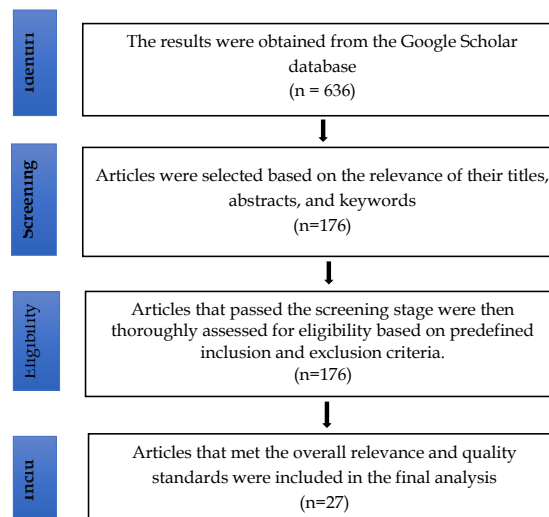 The results were obtained from the Google Scholar
database
(n = 636)
Screening
Articles were selected based on the relevance of their titles,
abstracts, and keywords
(n=176)
Eligibility
Articles that passed the screening stage were then
thoroughly assessed for eligibility based on predefined
inclusion and exclusion criteria.
(n=176)
Articles that met the overall relevance and quality
standards were included in the final analysis
(n=27)